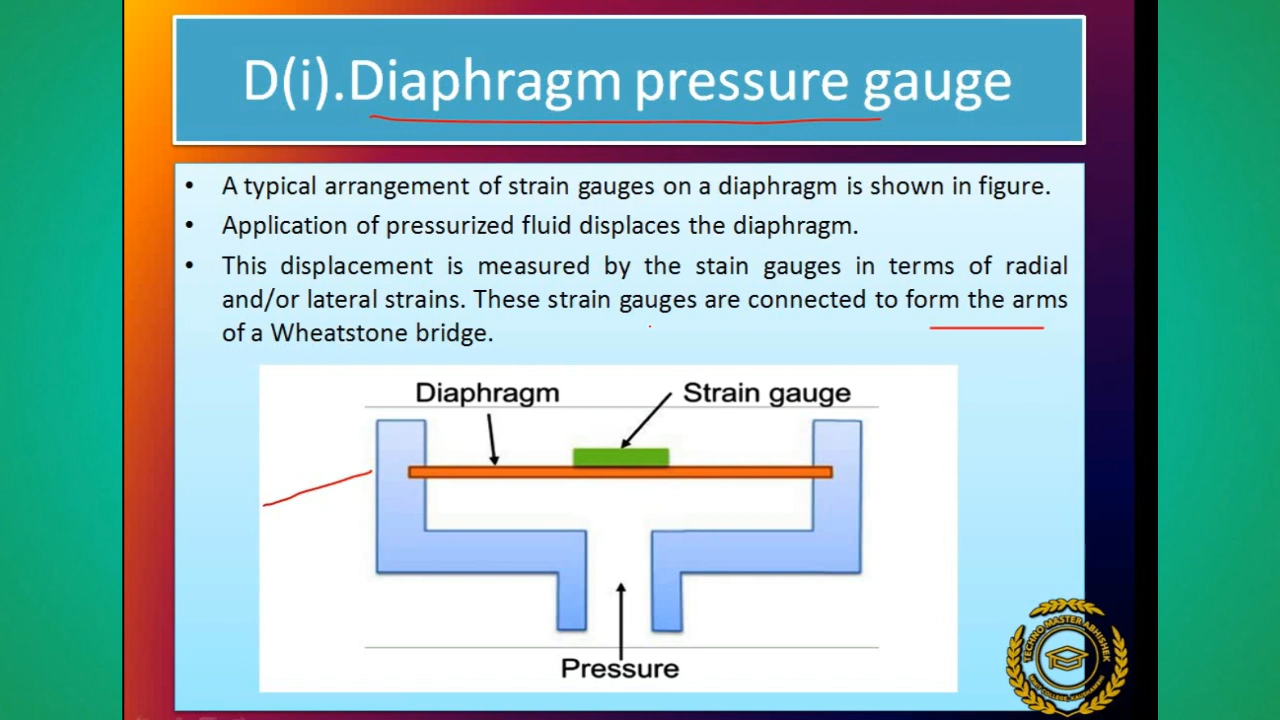 D(i).Diaphragm pressure gauge
• A typical arrangement of strain gauges on a diaphragm is shown in figure.
• Application of pressurized fluid displaces the diaphragm.
• This displacement is measured by the stain gauges in terms of radial
and/or lateral strains. These strain gauges are connected to form the arms
of a Wheatstone bridge.
Diaphragm
Strain gauge
Pressure
TECHNO MASTER ABHISHEK